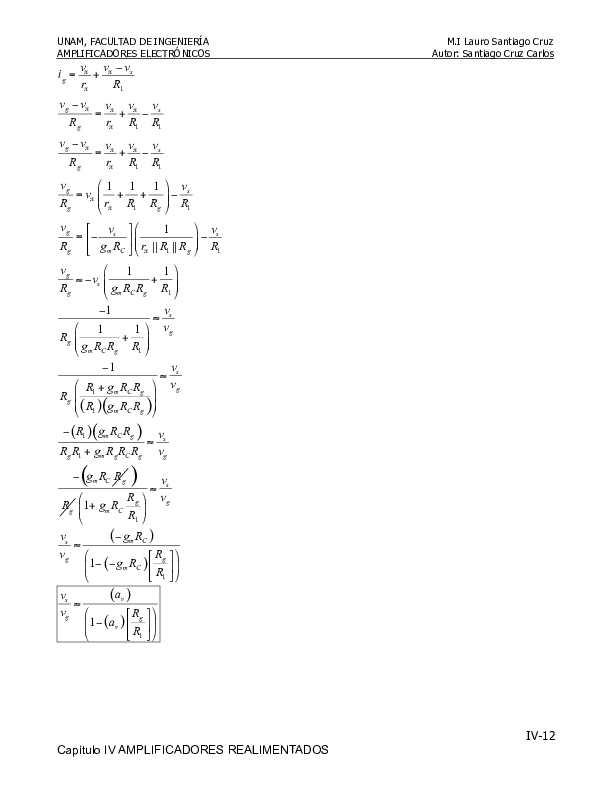 UNAM, FACULTAD DE INGENIERÍA M.I Lauro Santiago Cruz
AMPLIFICADORES ELECTRÓNICOS Autor: Santiago Cruz Carlos
i_g = v_π/r_π + (v_π − v_s)/R_1
(v_g − v_π)/R_g = v_π/r_π + v_π/R_1 − v_s/R_1
(v_g − v_π)/R_g = v_π/r_π + v_π/R_1 − v_s/R_1
v_g/R_g = v_π (1/r_π + 1/R_1 + 1/R_g) − v_s/R_1
v_g/R_g = [− v_s/(g_m R_C)] (1/(r_π || R_1 || R_g)) − v_s/R_1
v_g/R_g ≈ −v_s (1/(g_m R_C R_g) + 1/R_1)
−1/(R_g (1/(g_m R_C R_g) + 1/R_1)) ≈ v_s/v_g
−1/(R_g ((R_1 + g_m R_C R_g)/((R_1)(g_m R_C R_g)))) ≈ v_s/v_g
−(R_1)(g_m R_C R_g)/(R_g R_1 + g_m R_g R_C R_g) ≈ v_s/v_g
−(g_m R_C R_g)/(R_g (1 + g_m R_C R_g/R_1)) ≈ v_s/v_g
v_s/v_g ≈ (−g_m R_C)/(1 − (−g_m R_C)[R_g/R_1])
v_s/v_g ≈ (a_v)/(1 − (a_v)[R_g/R_1])
IV-12
Capitulo IV AMPLIFICADORES REALIMENTADOS